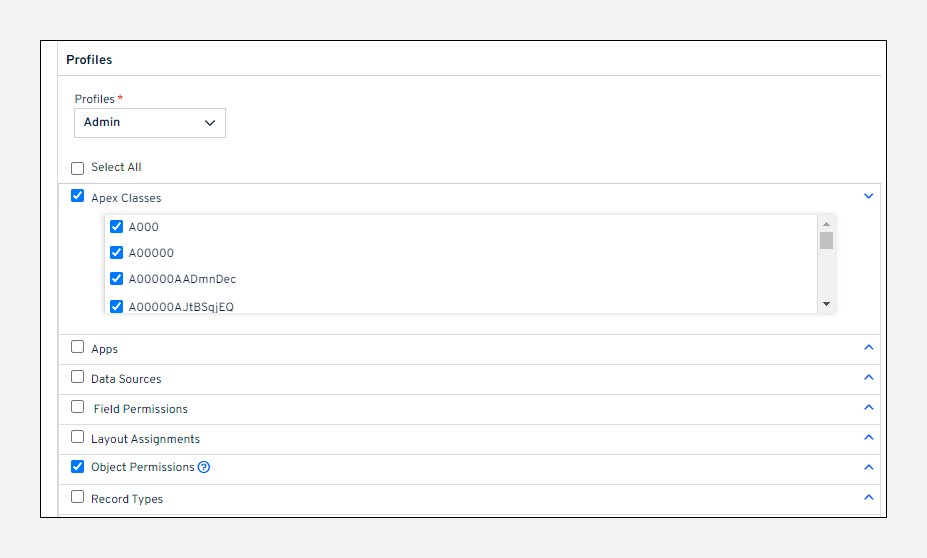 Profiles
Profiles *
Admin
Select All
Apex Classes
A000
A00000
A00000AADmnDec
A00000AJtBSqjEQ
Apps
Data Sources
Field Permissions
Layout Assignments
Object Permissions ?
Record Types